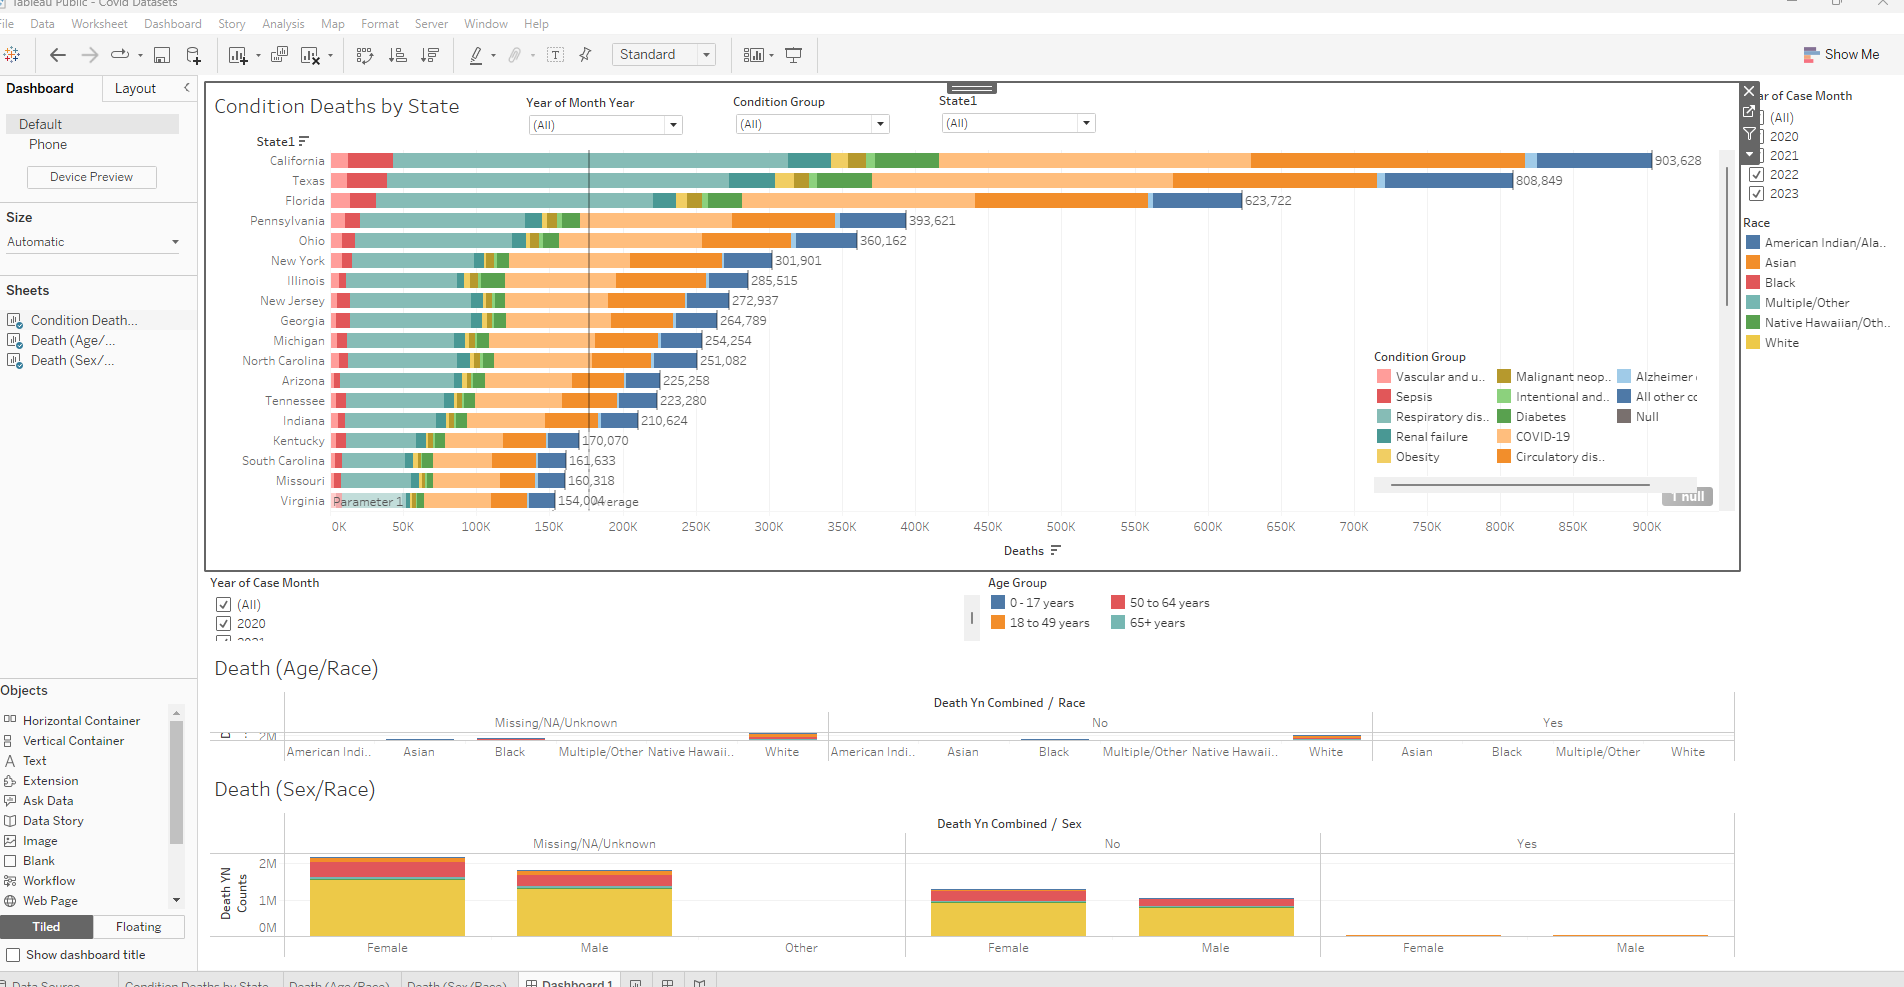 Tableau Public - Covid Datasets
File Data Worksheet Dashboard Story Analysis Map Format Server Window Help
Standard
Show Me
Dashboard
Layout
Default
Phone
Device Preview
Size
Automatic
Sheets
Condition Death...
Death (Age/...
Death (Sex/...
Objects
Horizontal Container
Vertical Container
Text
Extension
Ask Data
Data Story
Image
Blank
Workflow
Web Page
Tiled
Floating
Show dashboard title
Condition Deaths by State
Year of Month Year
(All)
Condition Group
(All)
State1
(All)
State1
California 903,628
Texas 808,849
Florida 623,722
Pennsylvania 393,621
Ohio 360,162
New York 301,901
Illinois 285,515
New Jersey 272,937
Georgia 264,789
Michigan 254,254
North Carolina 251,082
Arizona 225,258
Tennessee 223,280
Indiana 210,624
Kentucky 170,070
South Carolina 161,633
Missouri 160,318
Virginia Parameter 1 154,004 verage
0K 50K 100K 150K 200K 250K 300K 350K 400K 450K 500K 550K 600K 650K 700K 750K 800K 850K 900K
Deaths
Condition Group
Vascular and u..
Sepsis
Respiratory dis..
Renal failure
Obesity
Malignant neop..
Intentional and..
Diabetes
COVID-19
Circulatory dis..
Alzheimer
All other co
Null
1 null
ar of Case Month
(All)
2020
2021
2022
2023
Race
American Indian/Ala..
Asian
Black
Multiple/Other
Native Hawaiian/Oth..
White
Year of Case Month
(All)
2020
2021
Age Group
0 - 17 years
18 to 49 years
50 to 64 years
65+ years
Death (Age/Race)
Death Yn Combined / Race
Missing/NA/Unknown No Yes
2M
American Indi.. Asian Black Multiple/Other Native Hawaii.. White American Indi.. Asian Black Multiple/Other Native Hawaii.. White Asian Black Multiple/Other White
Death (Sex/Race)
Death Yn Combined / Sex
Missing/NA/Unknown No Yes
Death YN
Counts
2M
1M
0M
Female Male Other Female Male Female Male
Data Source Condition Deaths by State Death (Age/Race) Death (Sex/Race) Dashboard 1